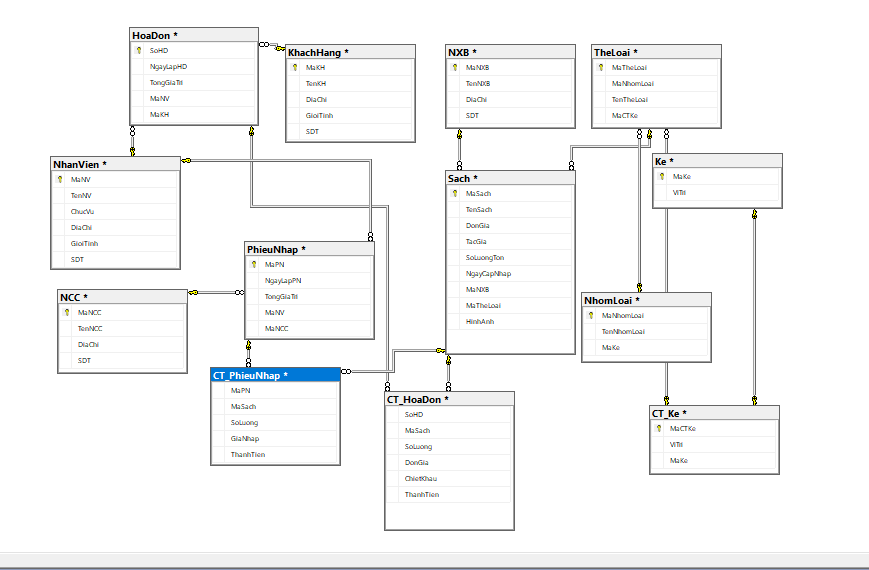 HoaDon *
SoHD
NgayLapHD
TongGiaTri
MaNV
MaKH
KhachHang *
MaKH
TenKH
DiaChi
GioiTinh
SDT
NXB *
MaNXB
TenNXB
DiaChi
SDT
TheLoai *
MaTheLoai
MaNhomLoai
TenTheLoai
MaCTKe
NhanVien *
MaNV
TenNV
ChucVu
DiaChi
GioiTinh
SDT
Sach *
MaSach
TenSach
DonGia
TacGia
SoLuongTon
NgayCapNhap
MaNXB
MaTheLoai
HinhAnh
Ke *
MaKe
ViTri
PhieuNhap *
MaPN
NgayLapPN
TongGiaTri
MaNV
MaNCC
NCC *
MaNCC
TenNCC
DiaChi
SDT
NhomLoai *
MaNhomLoai
TenNhomLoai
MaKe
CT_PhieuNhap *
MaPN
MaSach
SoLuong
GiaNhap
ThanhTien
CT_HoaDon *
SoHD
MaSach
SoLuong
DonGia
ChietKhau
ThanhTien
CT_Ke *
MaCTKe
ViTri
MaKe